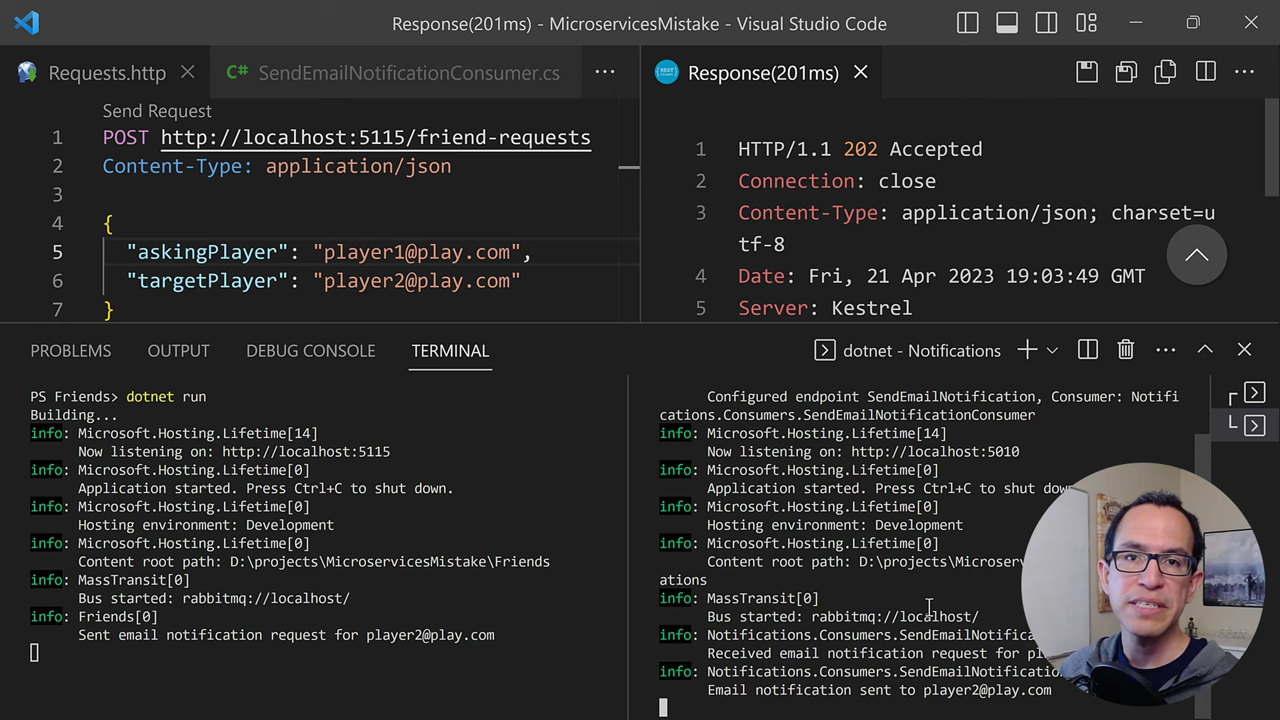 Response(201ms) - MicroservicesMistake - Visual Studio Code
Requests.http
C# SendEmailNotificationConsumer.cs
Send Request
1 POST http://localhost:5115/friend-requests
2 Content-Type: application/json
3
4 {
5 "askingPlayer": "player1@play.com",
6 "targetPlayer": "player2@play.com"
7 }
Response(201ms)
1 HTTP/1.1 202 Accepted
2 Connection: close
3 Content-Type: application/json; charset=u
tf-8
4 Date: Fri, 21 Apr 2023 19:03:49 GMT
5 Server: Kestrel
PROBLEMS OUTPUT DEBUG CONSOLE TERMINAL
dotnet - Notifications
PS Friends> dotnet run
Building...
info: Microsoft.Hosting.Lifetime[14]
Now listening on: http://localhost:5115
info: Microsoft.Hosting.Lifetime[0]
Application started. Press Ctrl+C to shut down.
info: Microsoft.Hosting.Lifetime[0]
Hosting environment: Development
info: Microsoft.Hosting.Lifetime[0]
Content root path: D:\projects\MicroservicesMistake\Friends
info: MassTransit[0]
Bus started: rabbitmq://localhost/
info: Friends[0]
Sent email notification request for player2@play.com
Configured endpoint SendEmailNotification, Consumer: Notifi
cations.Consumers.SendEmailNotificationConsumer
info: Microsoft.Hosting.Lifetime[14]
Now listening on: http://localhost:5010
info: Microsoft.Hosting.Lifetime[0]
Application started. Press Ctrl+C to shut
info: Microsoft.Hosting.Lifetime[0]
Hosting environment: Development
info: Microsoft.Hosting.Lifetime[0]
Content root path:
ations
info: MassTransit[0]
Bus started: rabbitmq://localhost/
info:
Received email notification request for
info:
Email notification sent to player2@play.com